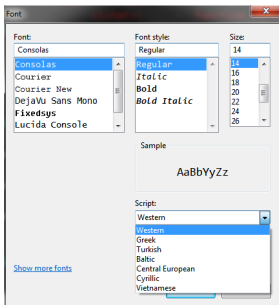 Font
Font:
Consolas
Consolas
Courier
Courier New
DejaVu Sans Mono
Fixedsys
Lucida Console
Font style:
Regular
Regular
Italic
Bold
Bold Italic
Size:
14
14
16
18
20
22
24
26
Sample
AaBbYyZz
Script:
Western
Western
Greek
Turkish
Baltic
Central European
Cyrillic
Vietnamese
Show more fonts